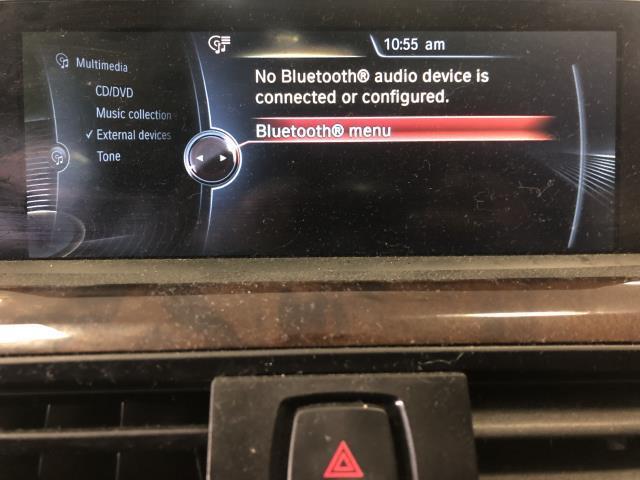 10:55 am
Multimedia
CD/DVD
Music collection
✓ External devices
Tone
No Bluetooth® audio device is
connected or configured.
Bluetooth® menu